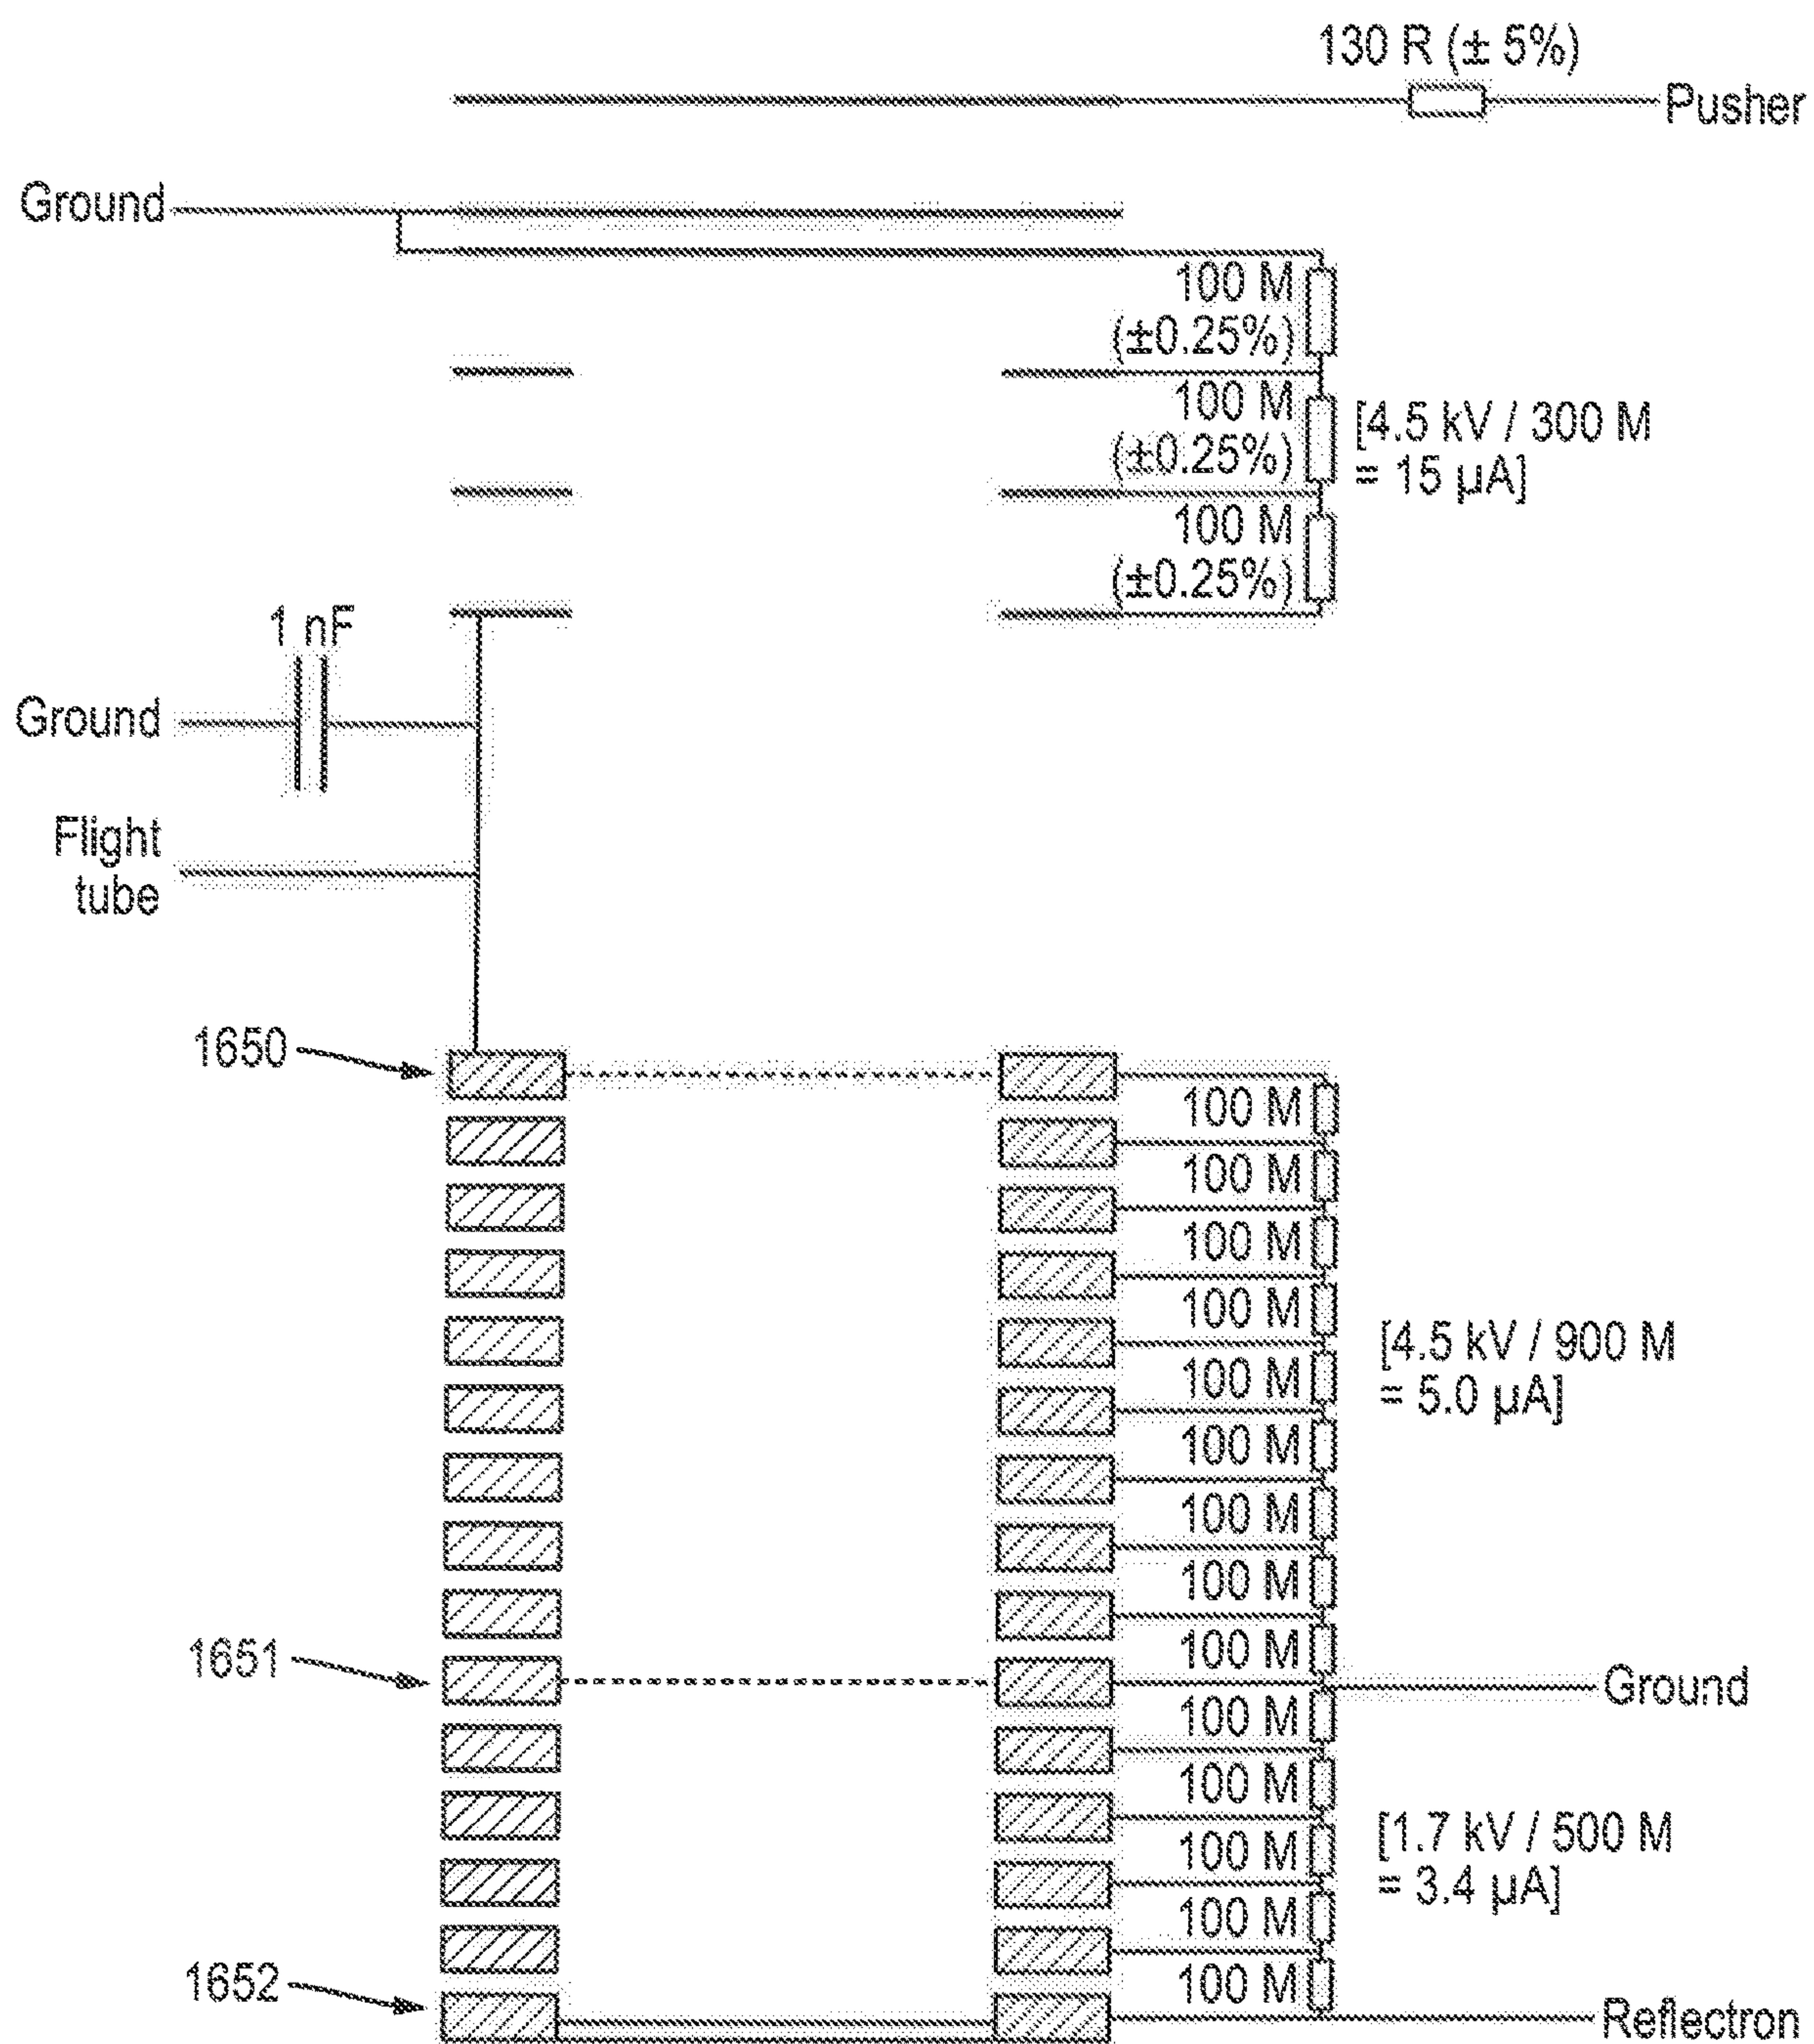 130 R (± 5%)
Pusher
Ground
100 M
(±0.25%)
100 M
(±0.25%)
[4.5 kV / 300 M
= 15 µA]
100 M
(±0.25%)
1 nF
Ground
Flight
tube
1650
100 M
100 M
100 M
100 M
[4.5 kV / 900 M
= 5.0 µA]
100 M
100 M
100 M
100 M
1651
100 M
Ground
100 M
100 M
100 M
[1.7 kV / 500 M
= 3.4 µA]
100 M
1652
100 M
Reflectron